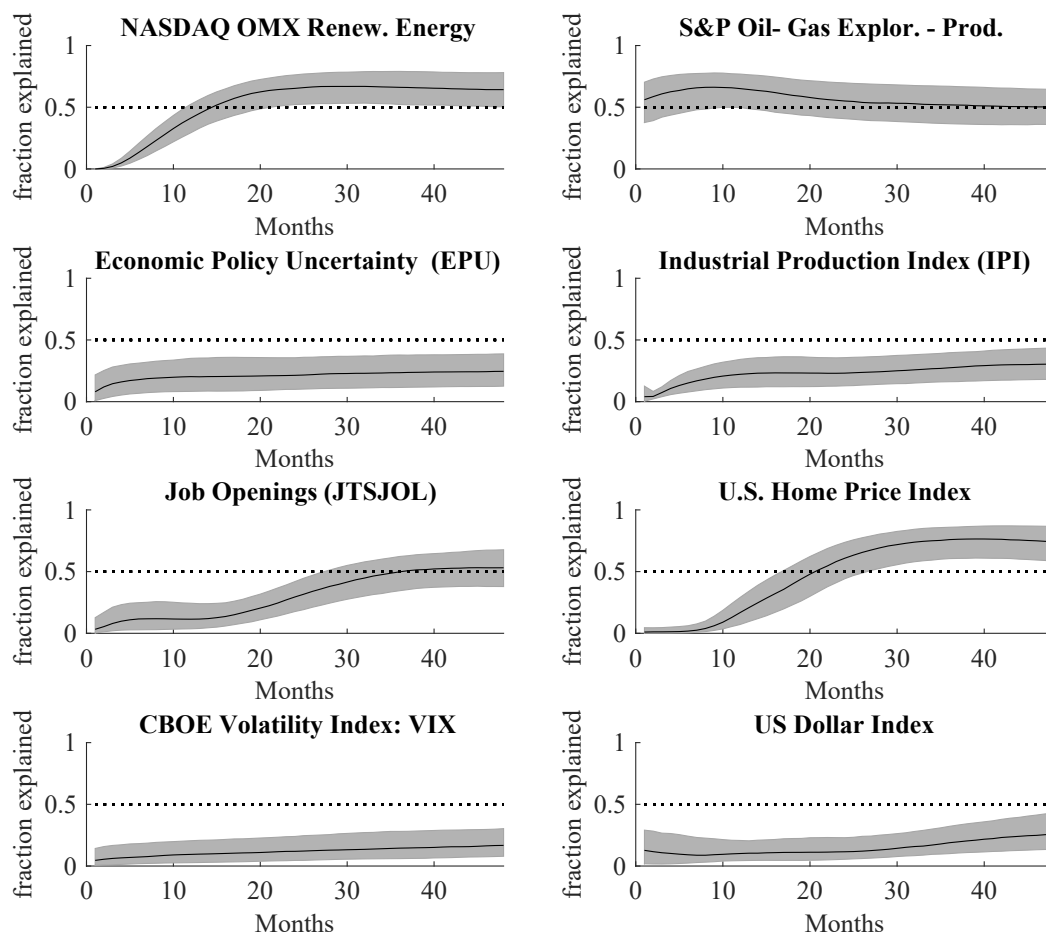 NASDAQ OMX Renew. Energy
fraction explained
1
0.5
0
0 10 20 30 40
Months
S&P Oil- Gas Explor. - Prod.
fraction explained
1
0.5
0
0 10 20 30 40
Months
Economic Policy Uncertainty (EPU)
fraction explained
1
0.5
0
0 10 20 30 40
Months
Industrial Production Index (IPI)
fraction explained
1
0.5
0
0 10 20 30 40
Months
Job Openings (JTSJOL)
fraction explained
1
0.5
0
0 10 20 30 40
Months
U.S. Home Price Index
fraction explained
1
0.5
0
0 10 20 30 40
Months
CBOE Volatility Index: VIX
fraction explained
1
0.5
0
0 10 20 30 40
Months
US Dollar Index
fraction explained
1
0.5
0
0 10 20 30 40
Months